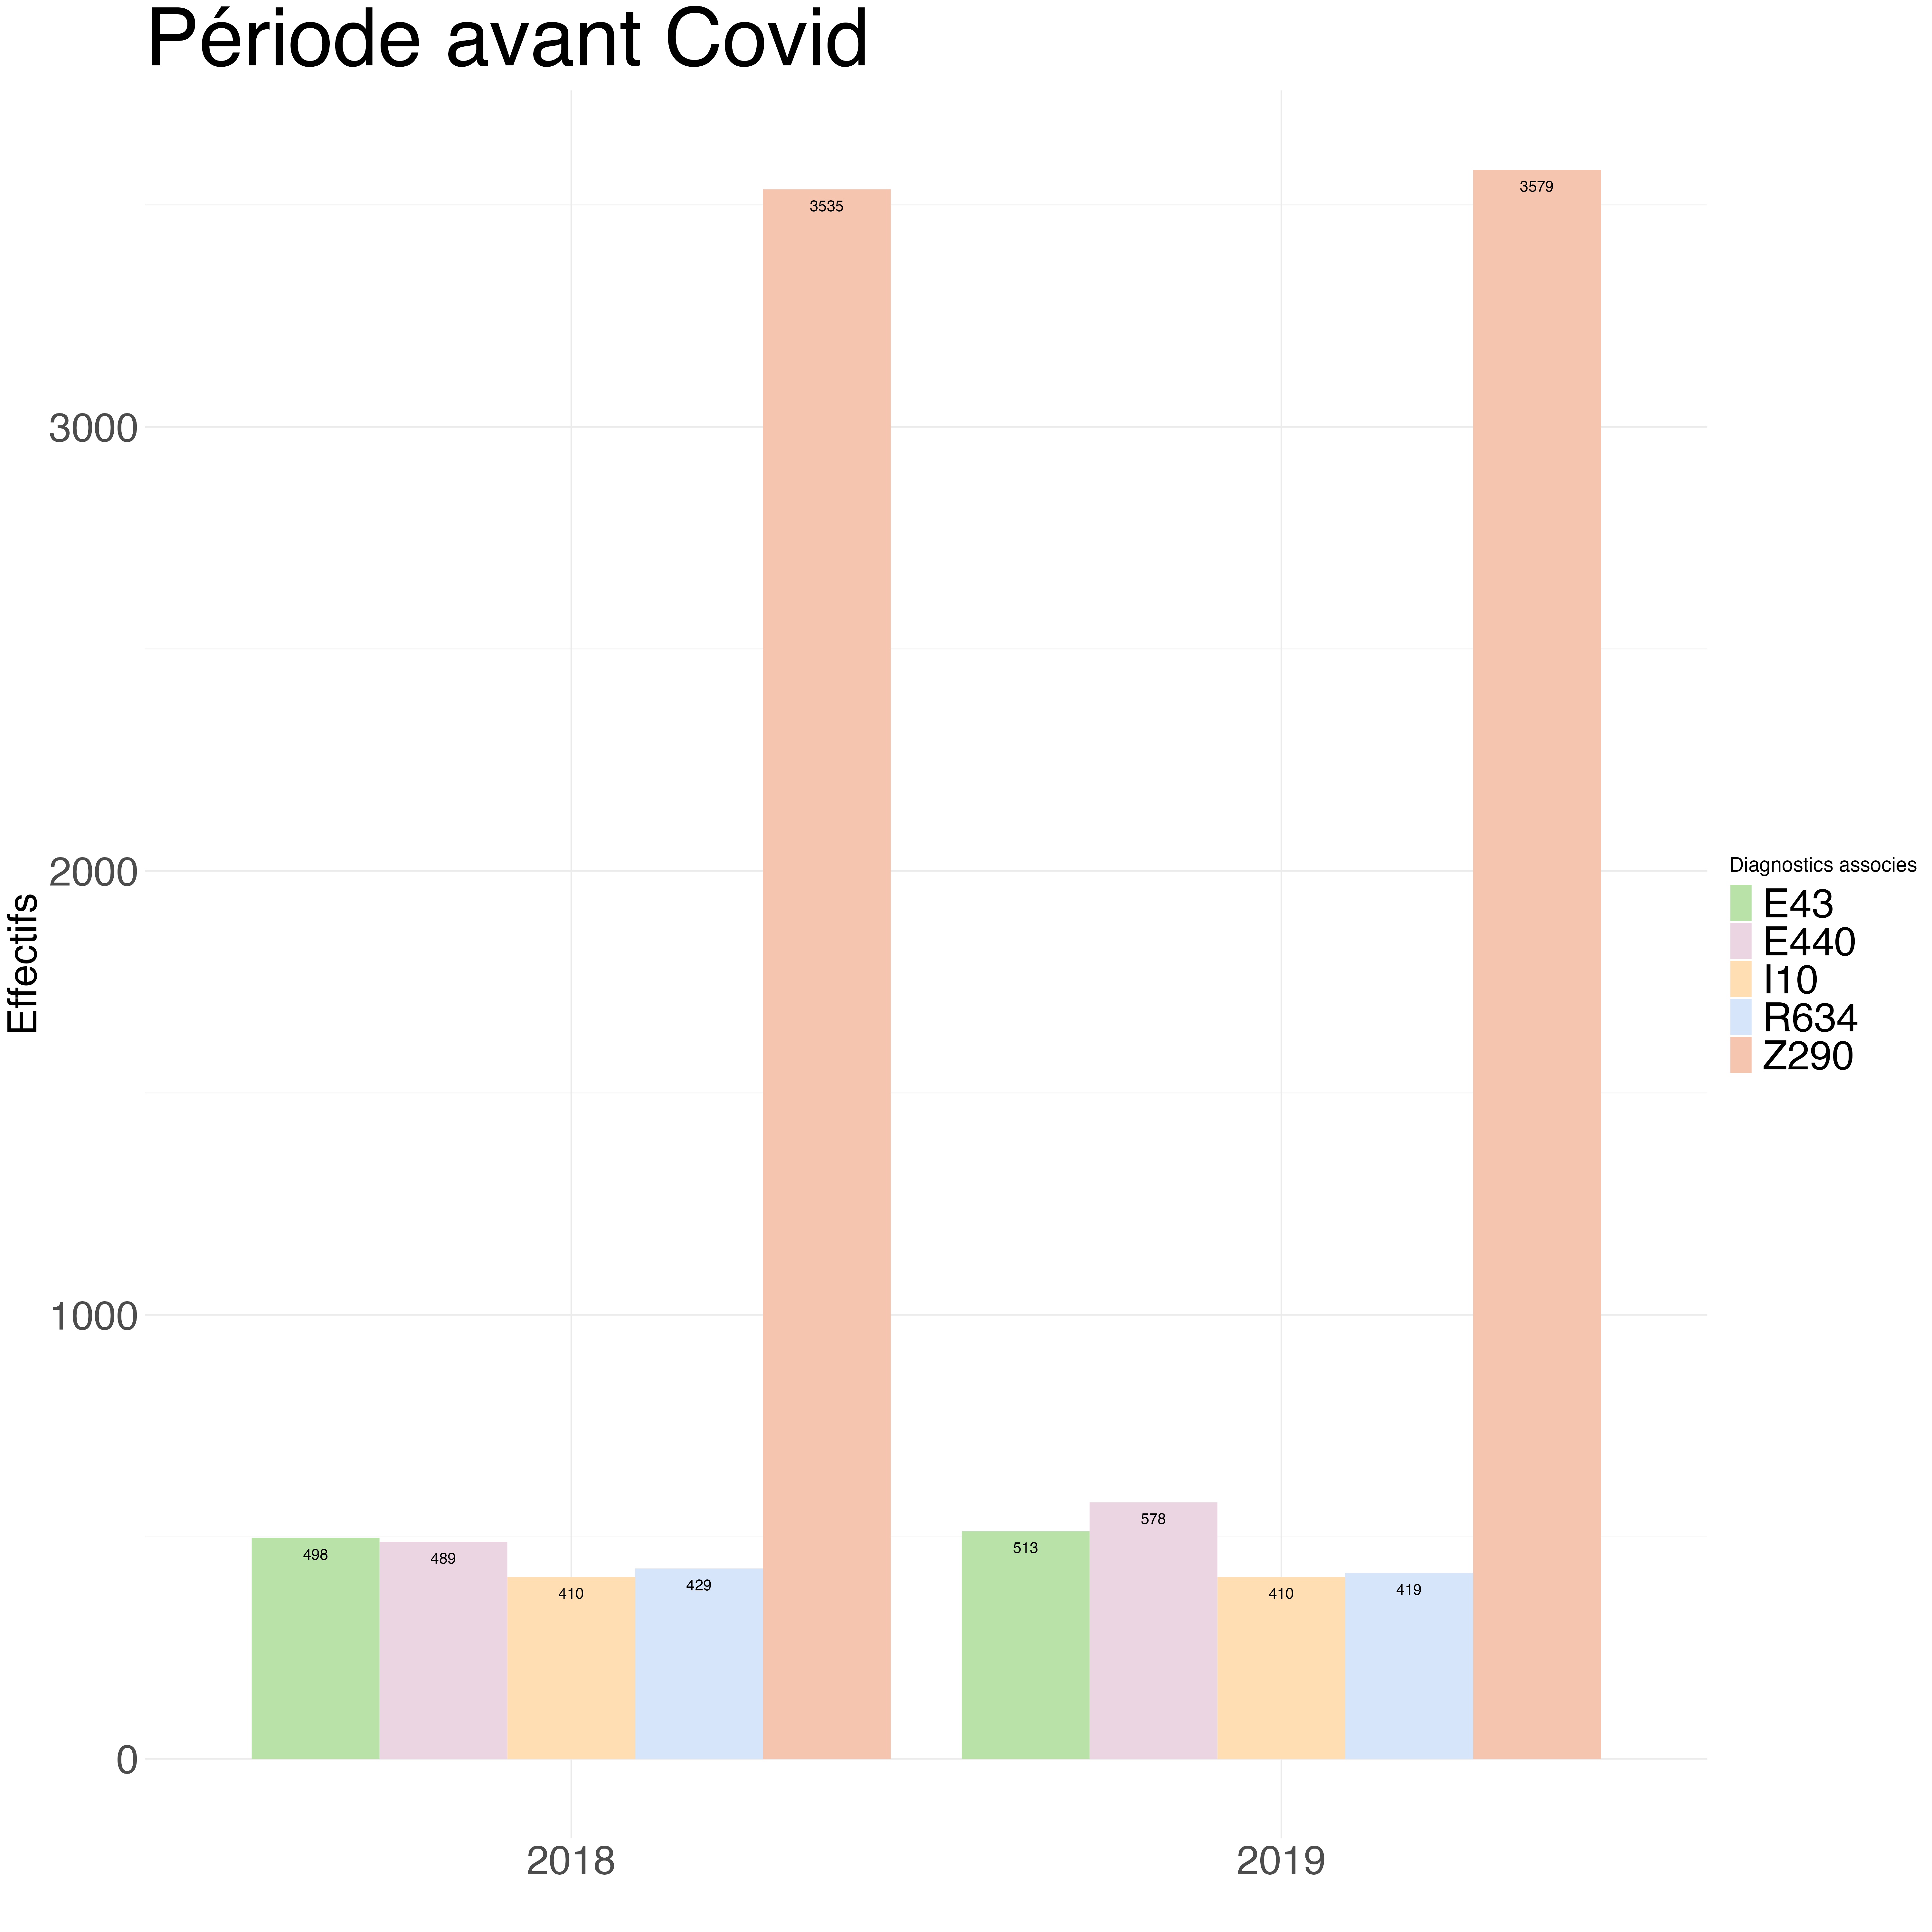 Période avant Covid
Effectifs
3000
2000
1000
0
3535
3579
498
489
410
429
513
578
410
419
2018
2019
Diagnostics associes
E43
E440
I10
R634
Z290